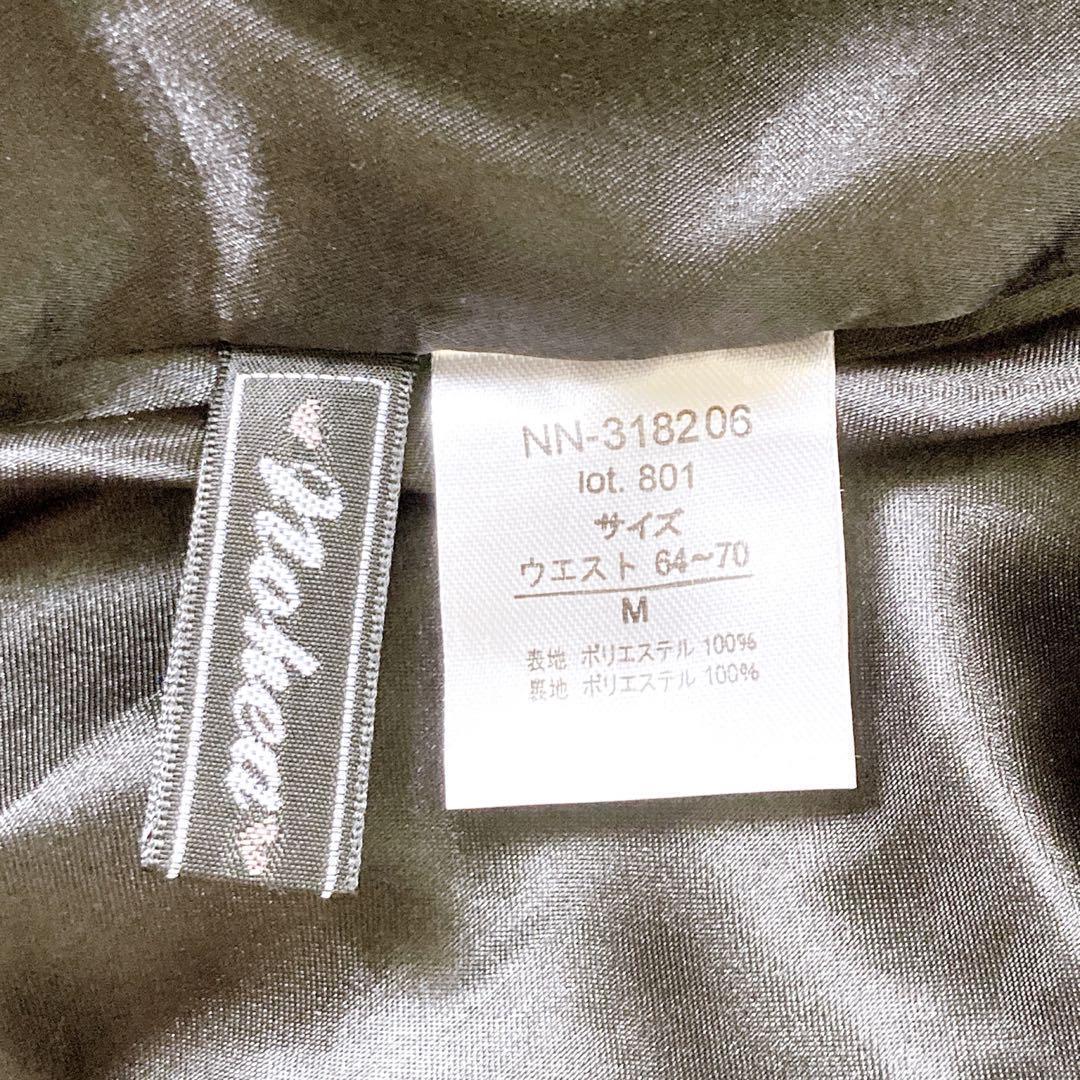 Nokea
NN-318206
lot. 801
サイズ
ウエスト 64~70
M
表地 ポリエステル 100%
裏地 ポリエステル 100%